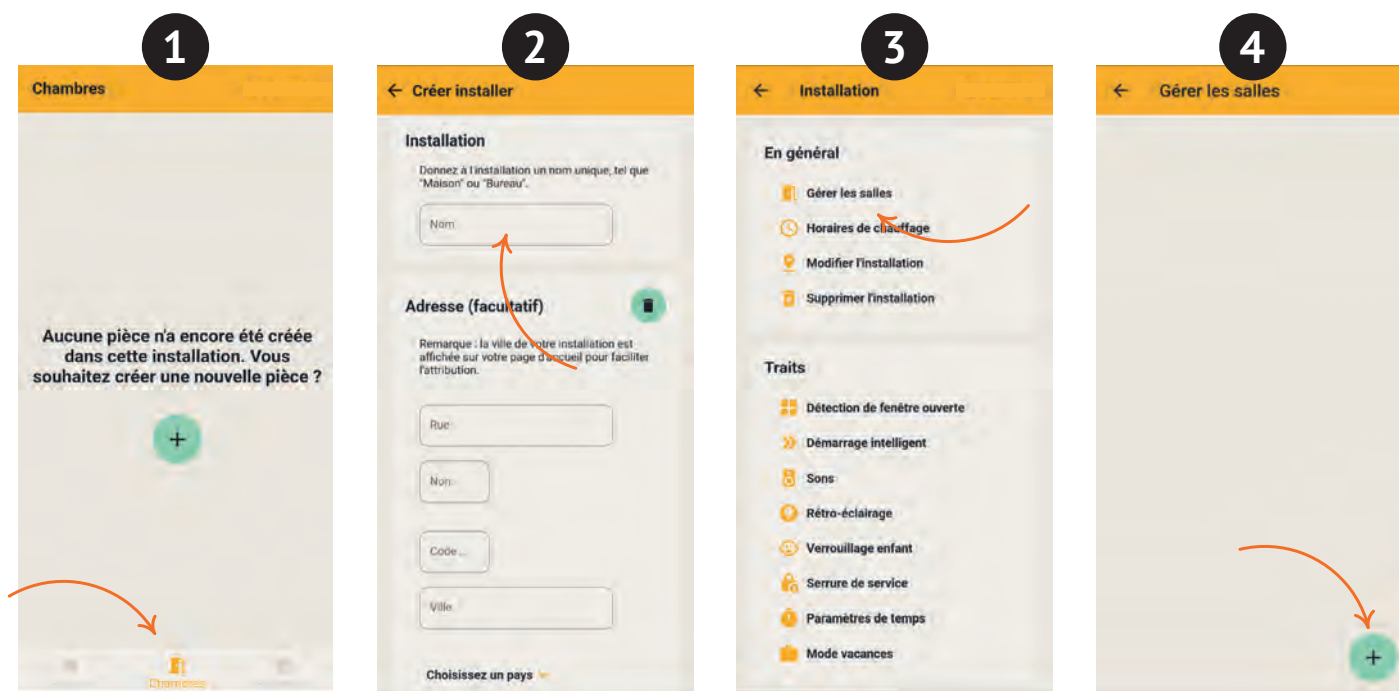 1
Chambres
Aucune pièce n'a encore été créée
dans cette installation. Vous
souhaitez créer une nouvelle pièce ?
+
Chambres
2
← Créer installer
Installation
Donnez à l'installation un nom unique, tel que
"Maison" ou "Bureau".
Nom
Adresse (facultatif)
Remarque : la ville de votre installation est
affichée sur votre page d'accueil pour faciliter
l'attribution.
Rue
Non.
Code ...
Ville
Choisissez un pays
3
← Installation
En général
Gérer les salles
Horaires de chauffage
Modifier l'installation
Supprimer l'installation
Traits
Détection de fenêtre ouverte
Démarrage intelligent
Sons
Rétro-éclairage
Verrouillage enfant
Serrure de service
Paramètres de temps
Mode vacances
4
← Gérer les salles
+